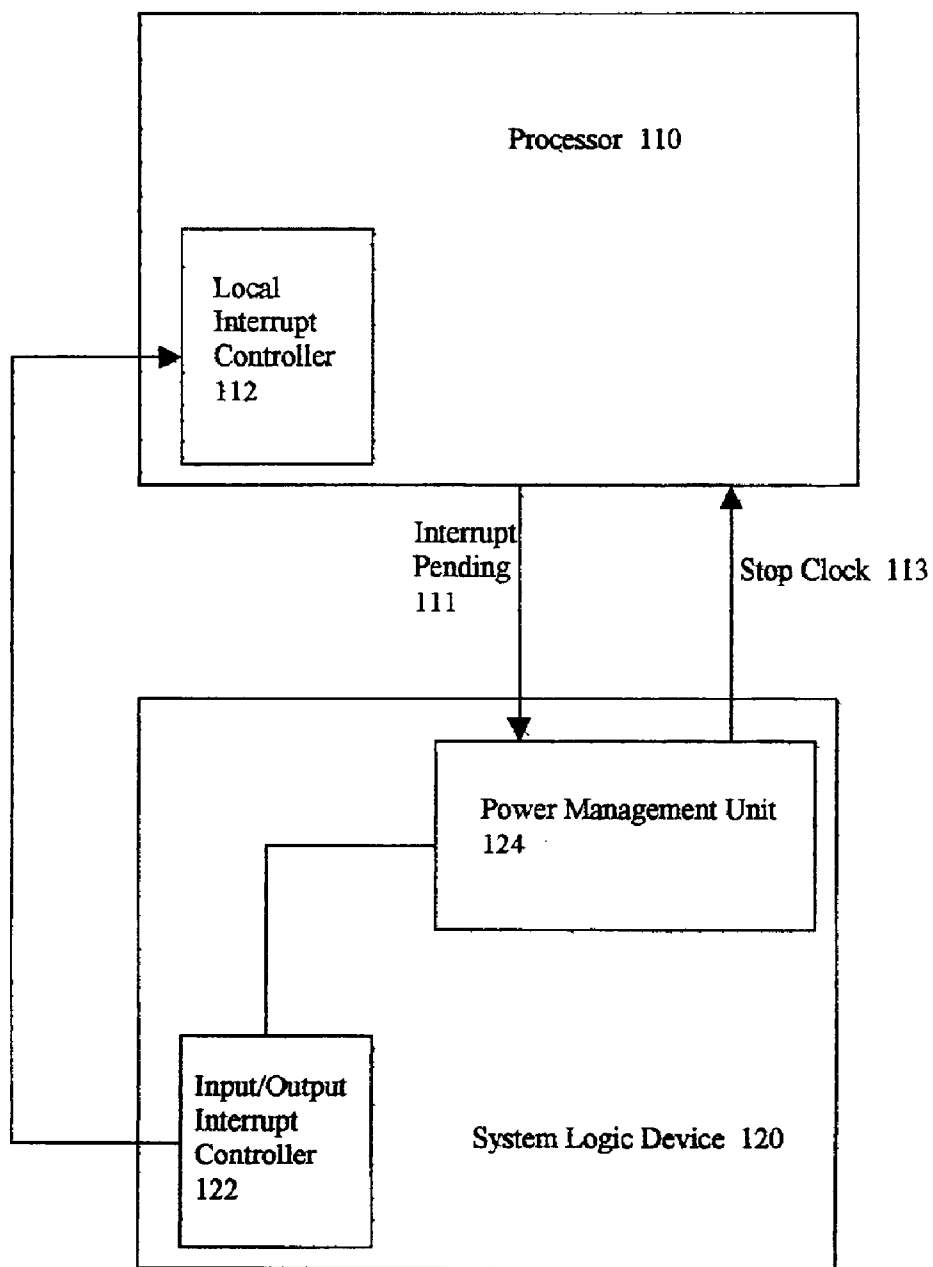 Processor 110
Local
Interrupt
Controller
112
Interrupt
Pending
111
Stop Clock 113
Power Management Unit
124
Input/Output
Interrupt
Controller
122
System Logic Device 120